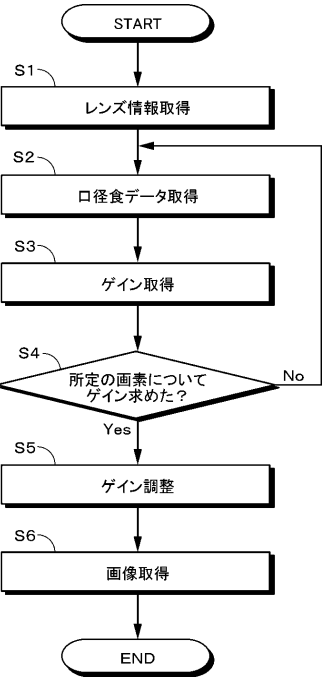 START
S1
レンズ情報取得
S2
口径食データ取得
S3
ゲイン取得
S4
所定の画素について
ゲイン求めた？
No
Yes
S5
ゲイン調整
S6
画像取得
END